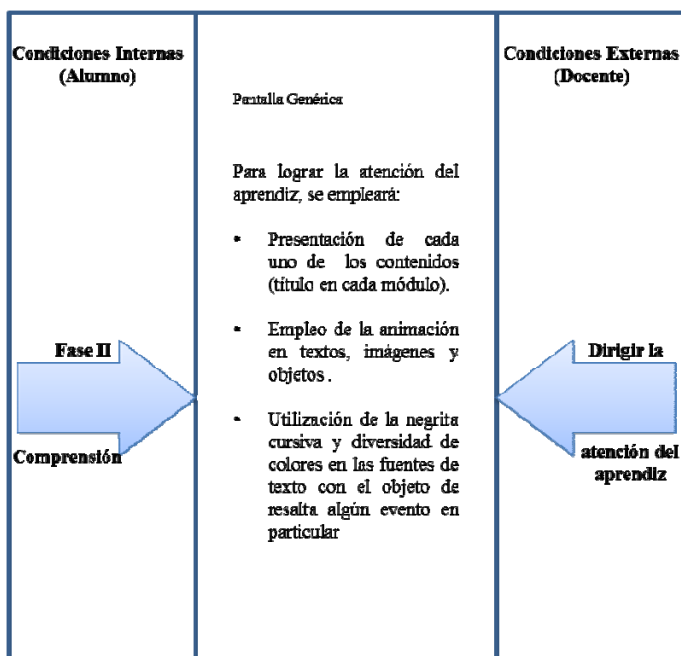 Condiciones Internas
(Alumno)
Fase II
Comprensión
Pantalla Genérica
Para lograr la atención del
aprendiz, se empleará:
• Presentación de cada
uno de los contenidos
(título en cada módulo).
• Empleo de la animación
en textos, imágenes y
objetos .
• Utilización de la negrita
cursiva y diversidad de
colores en las fuentes de
texto con el objeto de
resalta algún evento en
particular
Condiciones Externas
(Docente)
Dirigir la
atención del
aprendiz